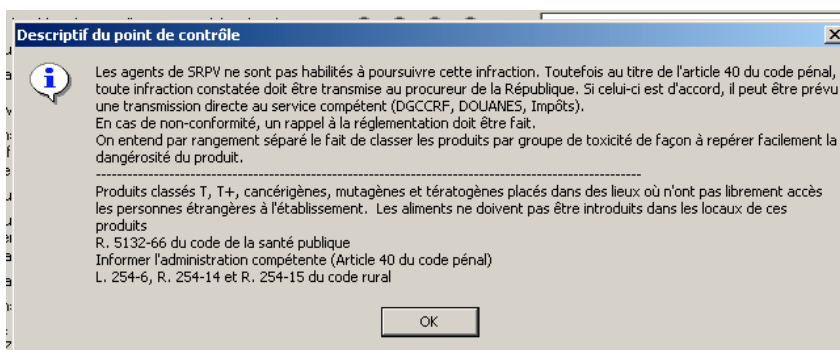 Descriptif du point de contrôle
Les agents de SRPV ne sont pas habilités à poursuivre cette infraction. Toutefois au titre de l'article 40 du code pénal,
toute infraction constatée doit être transmise au procureur de la République. Si celui-ci est d'accord, il peut être prévu
une transmission directe au service compétent (DGCCRF, DOUANES, Impôts).
En cas de non-conformité, un rappel à la réglementation doit être fait.
On entend par rangement séparé le fait de classer les produits par groupe de toxicité de façon à repérer facilement la
dangérosité du produit.
----------------------------------------------------------------------------------------------------
Produits classés T, T+, cancérigènes, mutagènes et tératogènes placés dans des lieux où n'ont pas librement accès
les personnes étrangères à l'établissement. Les aliments ne doivent pas être introduits dans les locaux de ces
produits
R. 5132-66 du code de la santé publique
Informer l'administration compétente (Article 40 du code pénal)
L. 254-6, R. 254-14 et R. 254-15 du code rural
OK